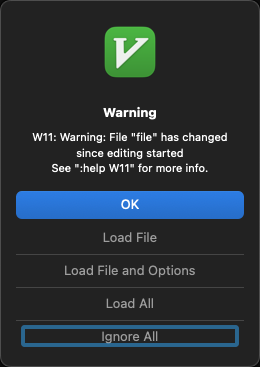 Warning
W11: Warning: File "file" has changed
since editing started
See ":help W11" for more info.
OK
Load File
Load File and Options
Load All
Ignore All